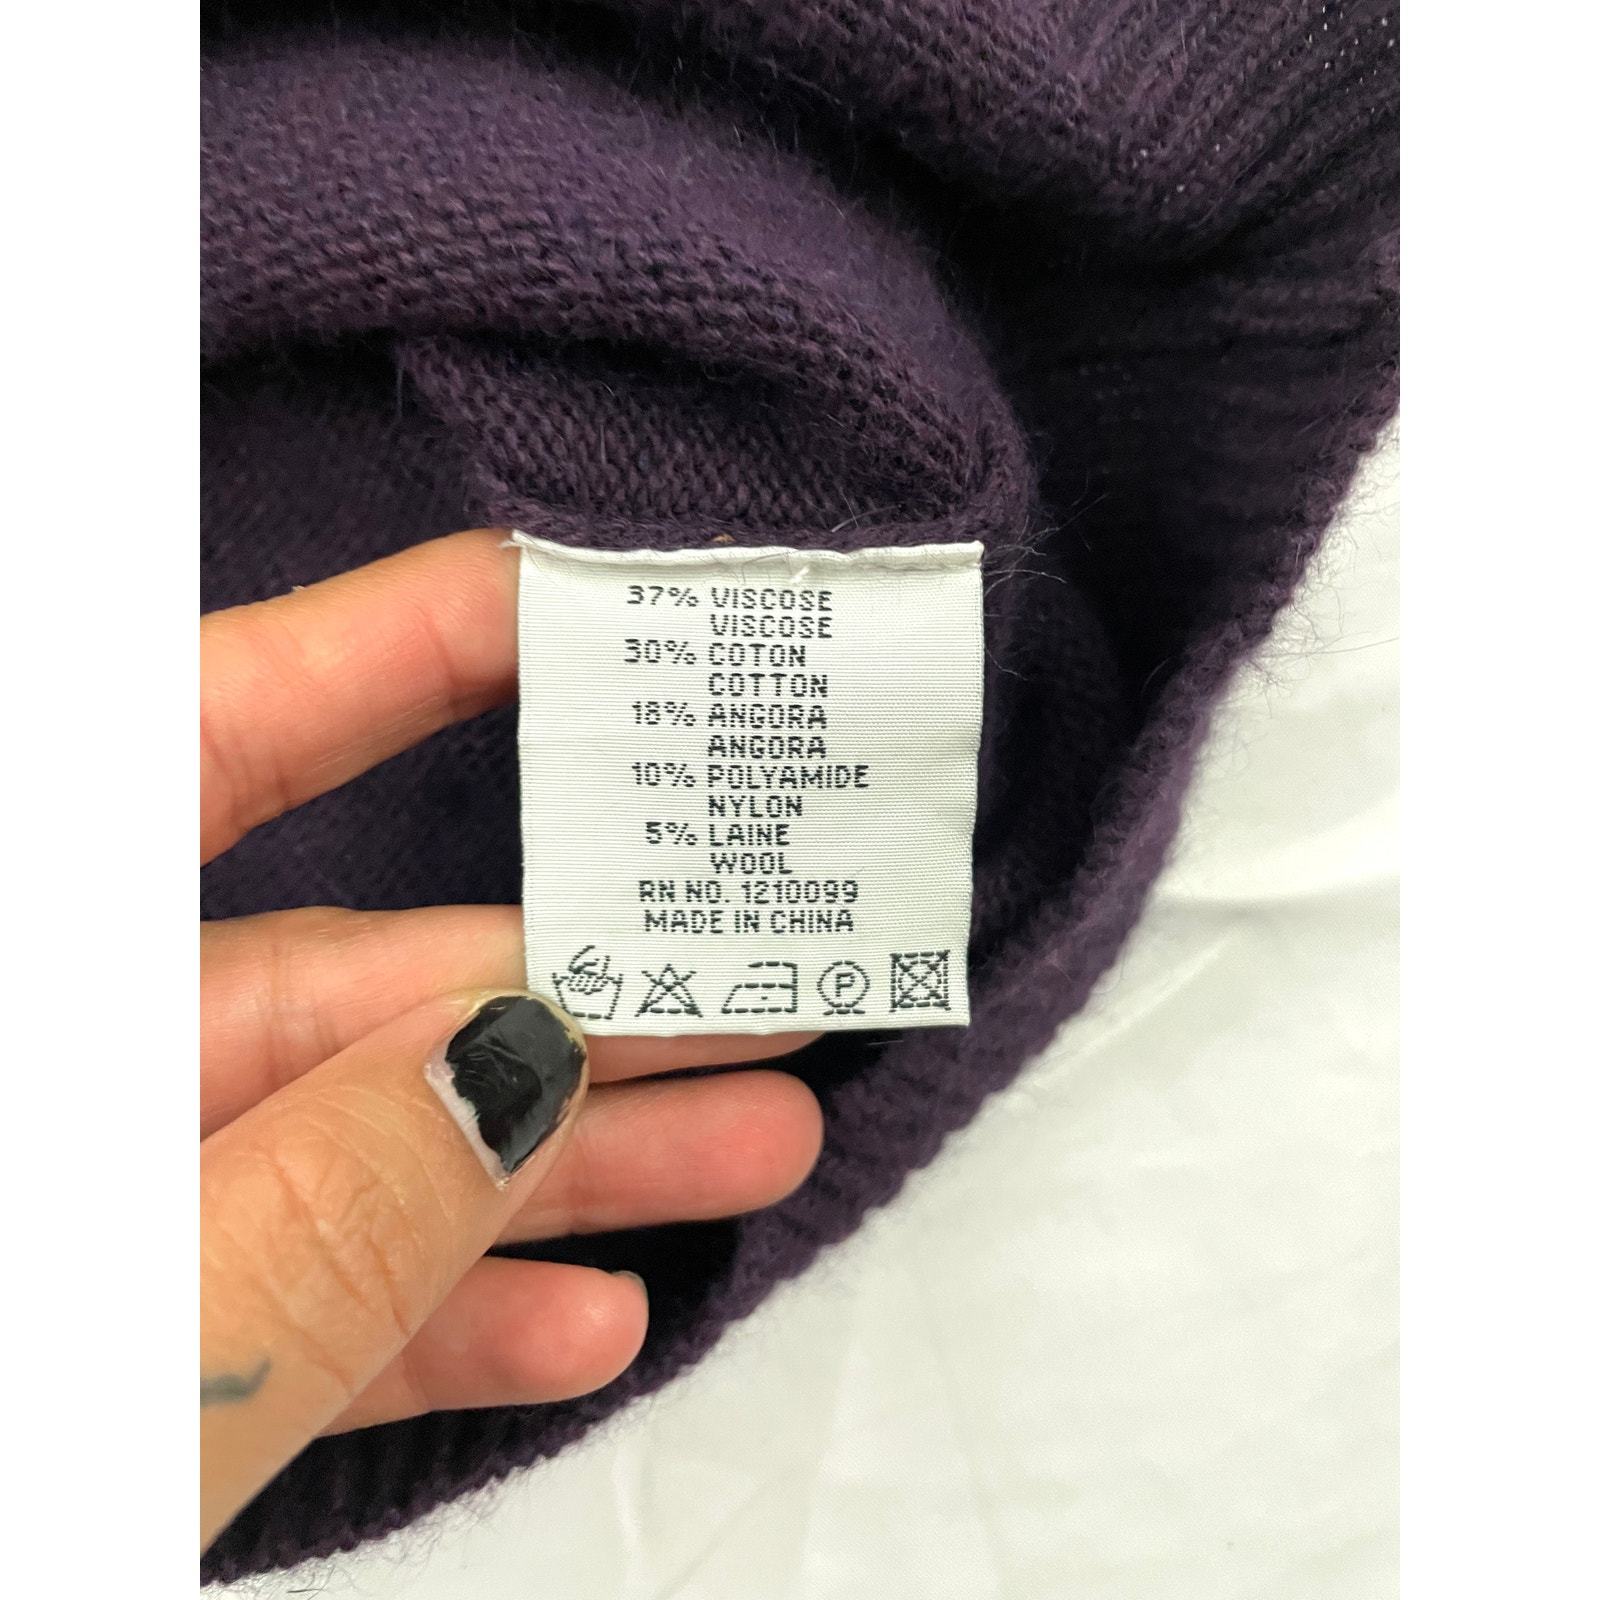 37% VISCOSE
VISCOSE
30% COTON
COTTON
18% ANGORA
ANGORA
10% POLYAMIDE
NYLON
5% LAINE
WOOL
RN NO. 1210099
MADE IN CHINA
P